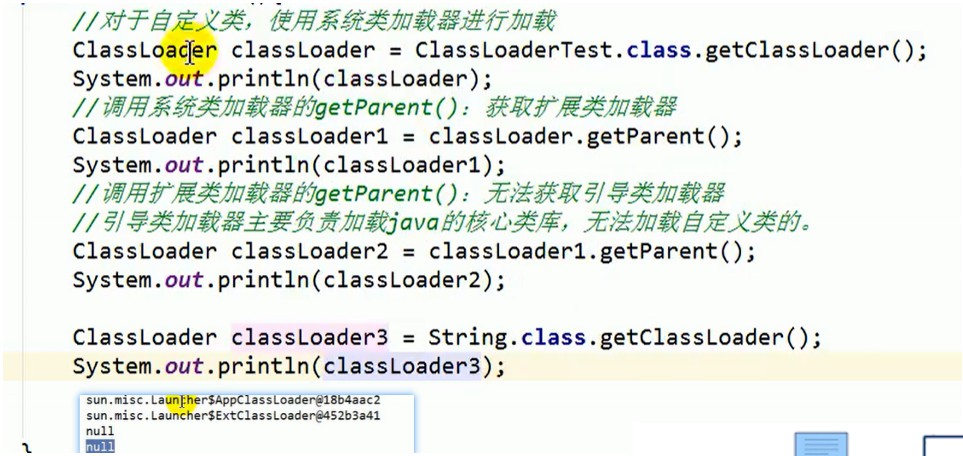 //对于自定义类，使用系统类加载器进行加载
ClassLoader classLoader = ClassLoaderTest.class.getClassLoader();
System.out.println(classLoader);
//调用系统类加载器的getParent()：获取扩展类加载器
ClassLoader classLoader1 = classLoader.getParent();
System.out.println(classLoader1);
//调用扩展类加载器的getParent()：无法获取引导类加载器
//引导类加载器主要负责加载java的核心类库，无法加载自定义类的。
ClassLoader classLoader2 = classLoader1.getParent();
System.out.println(classLoader2);
ClassLoader classLoader3 = String.class.getClassLoader();
System.out.println(classLoader3);
sun.misc.Launcher$AppClassLoader@18b4aac2
sun.misc.Launcher$ExtClassLoader@452b3a41
null
null
}